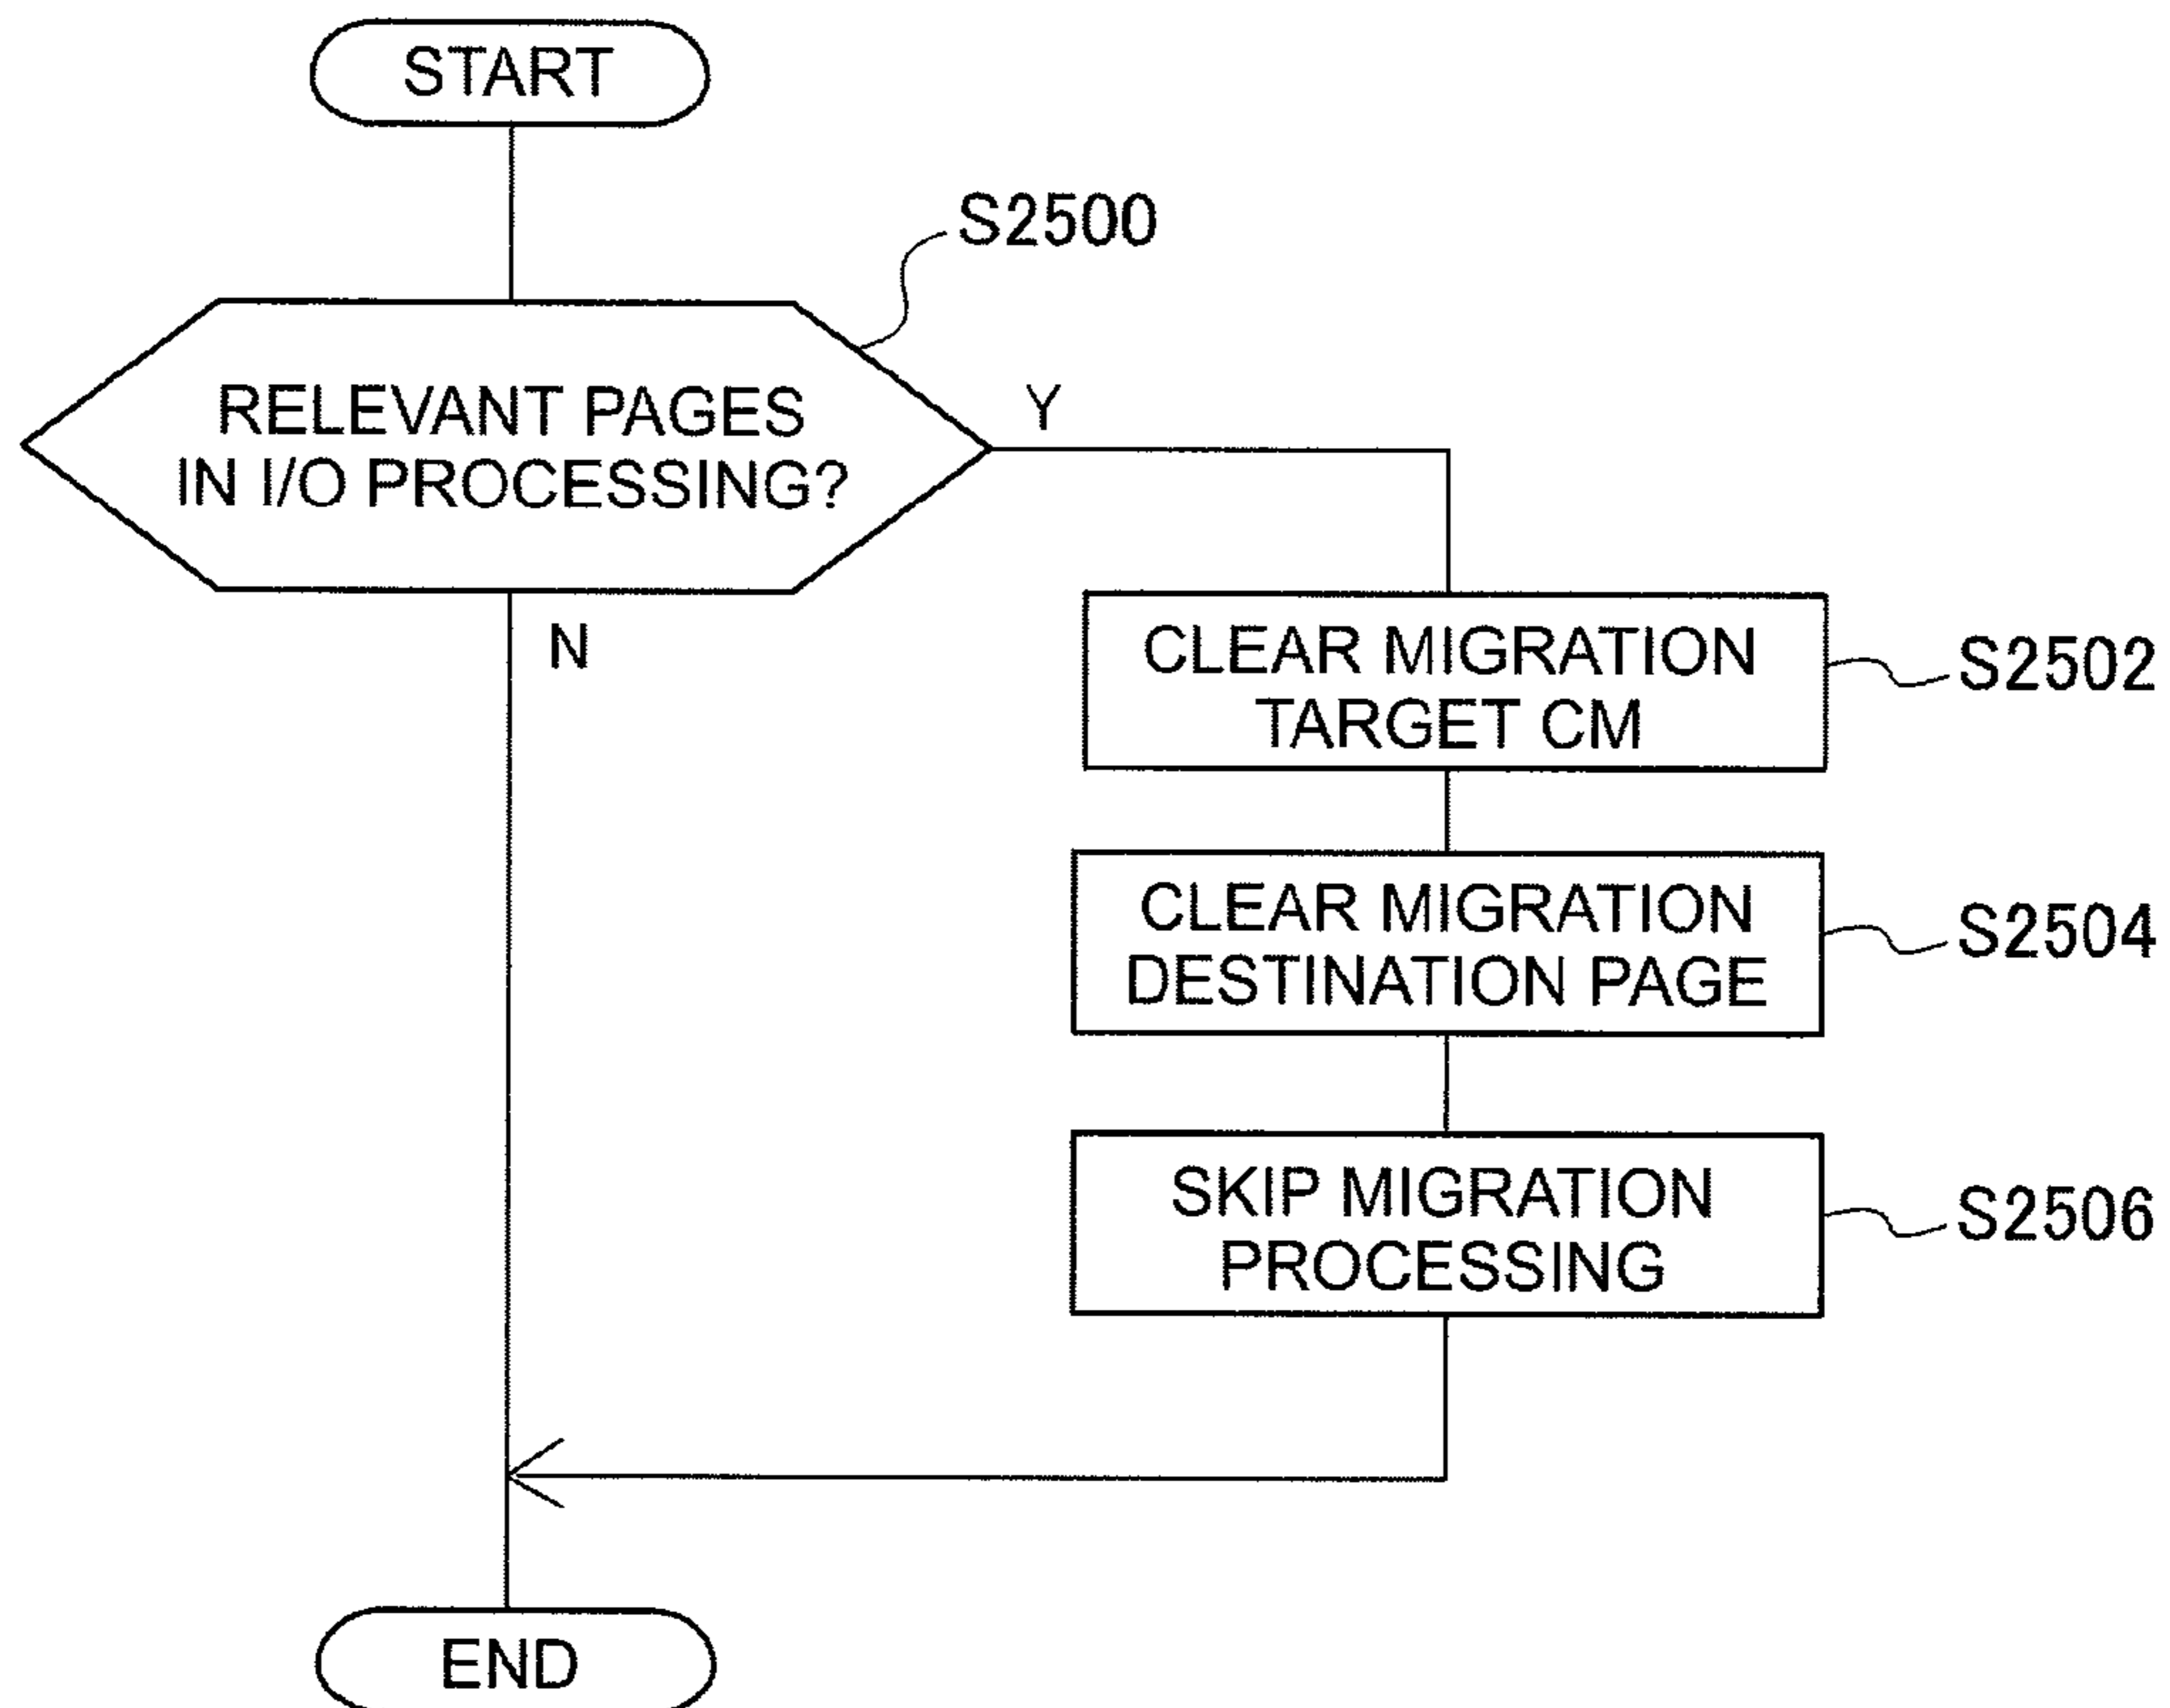 START
S2500
RELEVANT PAGES
IN I/O PROCESSING?
Y
N
CLEAR MIGRATION
TARGET CM
S2502
CLEAR MIGRATION
DESTINATION PAGE
S2504
SKIP MIGRATION
PROCESSING
S2506
END